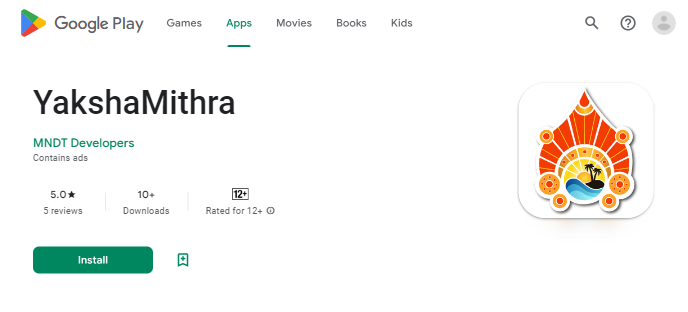 Google Play Games Apps Movies Books Kids
YakshaMithra
MNDT Developers
Contains ads
5.0★ 10+ 12+
5 reviews Downloads Rated for 12+
Install